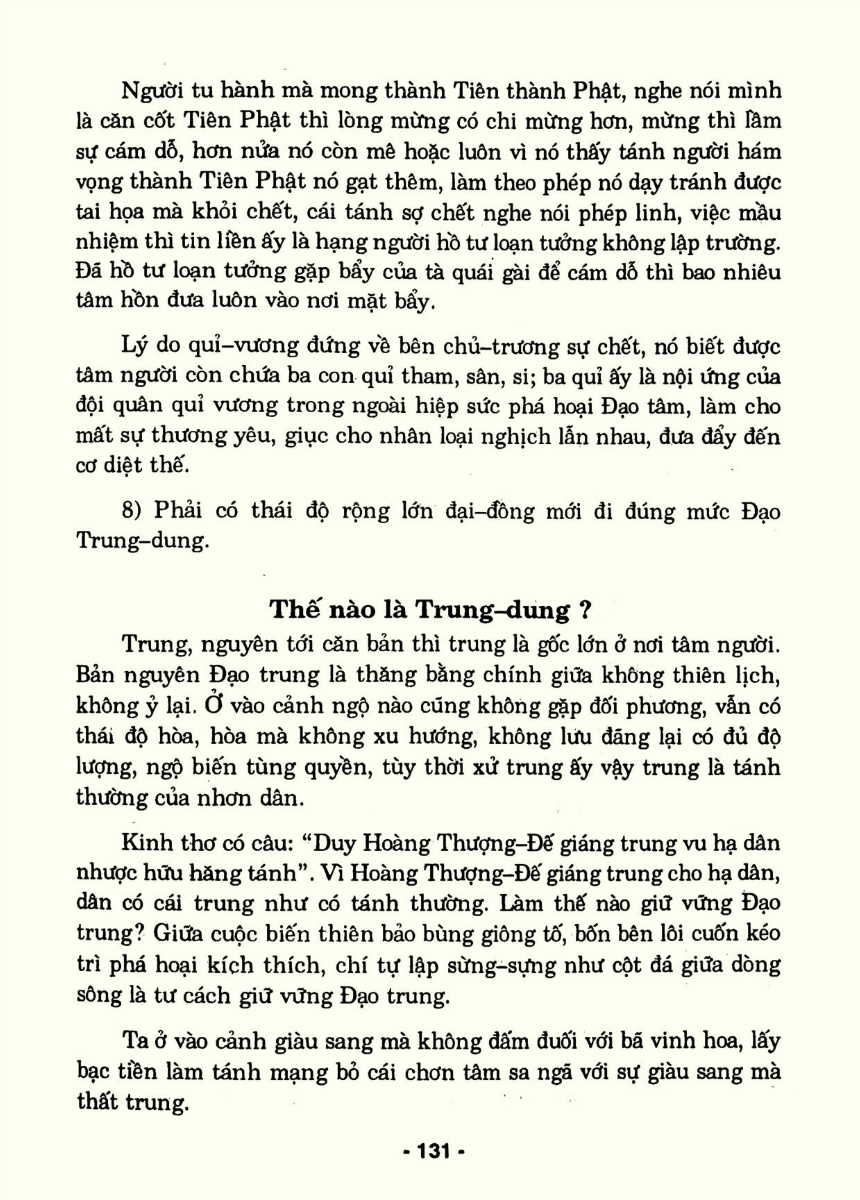 Người tu hành mà mong thành Tiên thành Phật, nghe nói mình
là căn cốt Tiên Phật thì lòng mừng có chi mừng hơn, mừng thì lầm
sự cám dỗ, hơn nửa nó còn mê hoặc luôn vì nó thấy tánh người hám
vọng thành Tiên Phật nó gạt thêm, làm theo phép nó dạy tránh được
tai họa mà khỏi chết, cái tánh sợ chết nghe nói phép linh, việc mầu
nhiệm thì tin liền ấy là hạng người hồ tư loạn tưởng không lập trường.
Đã hồ tư loạn tưởng gặp bẩy của tà quái gài để cám dỗ thì bao nhiêu
tâm hồn đưa luôn vào nơi mặt bẩy.
Lý do quỉ–vương đứng về bên chủ–trương sự chết, nó biết được
tâm người còn chứa ba con quỉ tham, sân, si; ba quỉ ấy là nội ứng của
đội quân quỉ vương trong ngoài hiệp sức phá hoại Đạo tâm, làm cho
mất sự thương yêu, giục cho nhân loại nghịch lẫn nhau, đưa đẩy đến
cơ diệt thế.
8) Phải có thái độ rộng lớn đại–đồng mới đi đúng mức Đạo
Trung–dung.
Thế nào là Trung–dung ?
Trung, nguyên tới căn bản thì trung là gốc lớn ở nơi tâm người.
Bản nguyên Đạo trung là thăng bằng chính giữa không thiên lịch,
không ỷ lại. Ở vào cảnh ngộ nào cũng không gặp đối phương, vẫn có
thái độ hòa, hòa mà không xu hướng, không lưu đãng lại có đủ độ
lượng, ngộ biến tùng quyền, tùy thời xử trung ấy vậy trung là tánh
thường của nhơn dân.
Kinh thơ có câu: “Duy Hoàng Thượng–Đế giáng trung vu hạ dân
nhược hữu hăng tánh”. Vì Hoàng Thượng–Đế giáng trung cho hạ dân,
dân có cái trung như có tánh thường. Làm thế nào giữ vững Đạo
trung? Giữa cuộc biến thiên bảo bùng giông tố, bốn bên lôi cuốn kéo
trì phá hoại kích thích, chí tự lập sừng–sựng như cột đá giữa dòng
sông là tư cách giữ vững Đạo trung.
Ta ở vào cảnh giàu sang mà không đấm đuối với bã vinh hoa, lấy
bạc tiền làm tánh mạng bỏ cái chơn tâm sa ngã với sự giàu sang mà
thất trung.
- 131 -